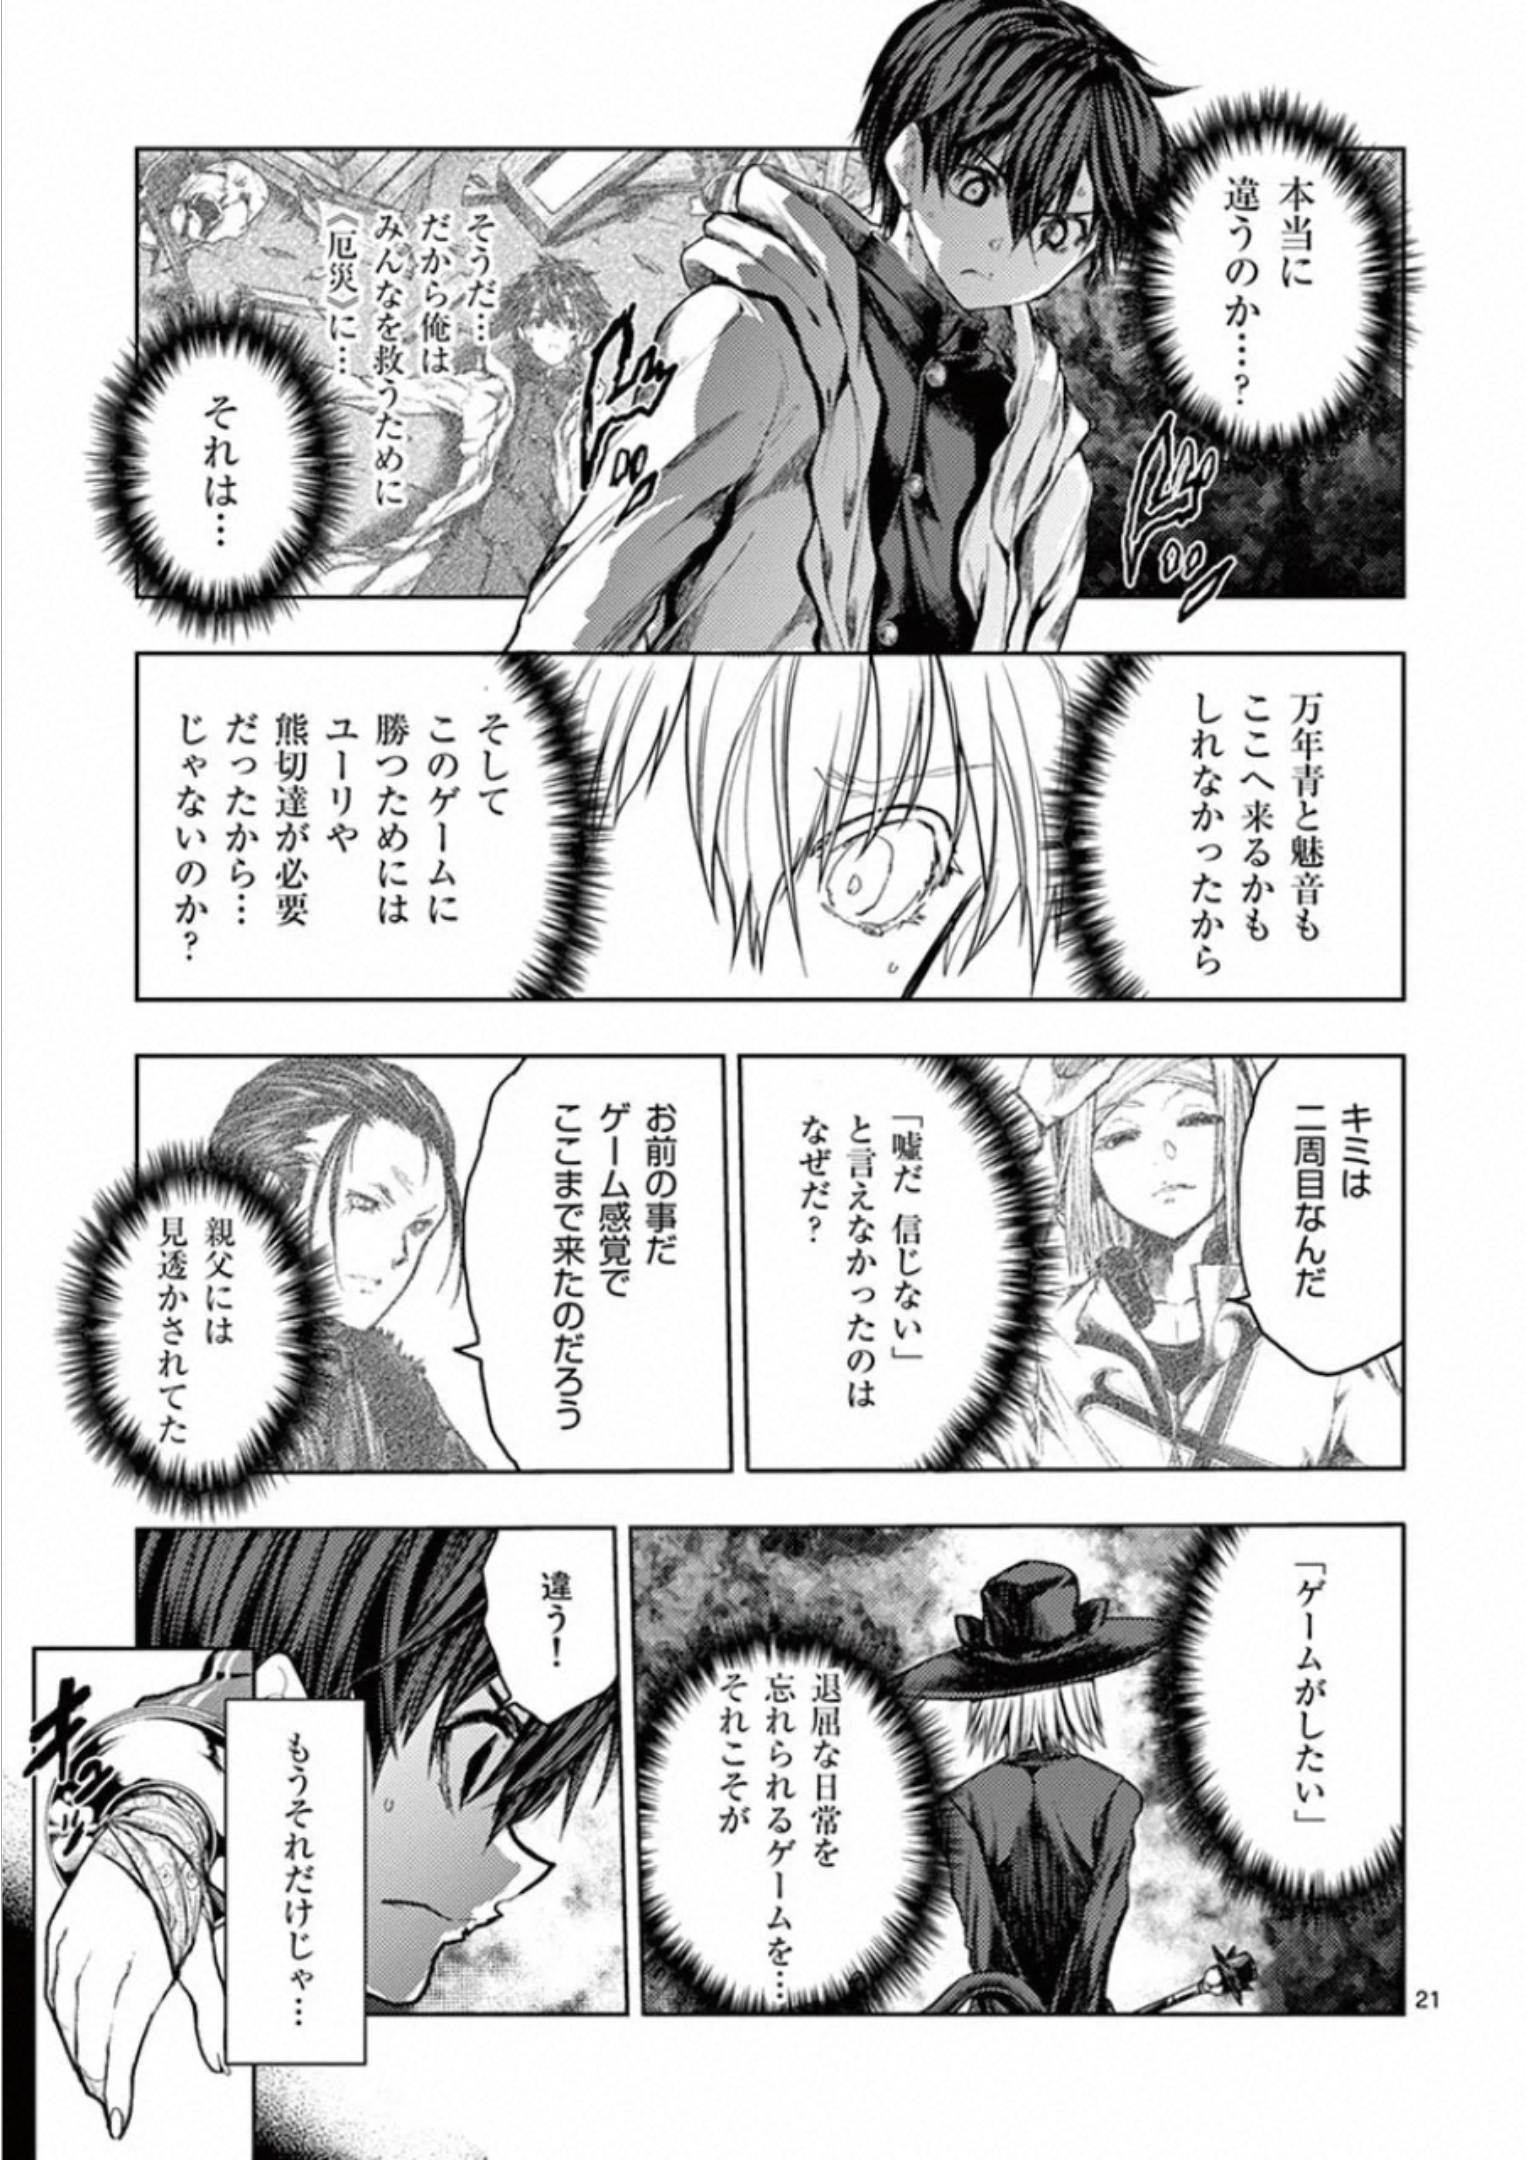 本当に
違うのか…?
そうだ…
だから俺は
みんなを救うために
《厄災》に…
それは…
万年青と魅音も
ここへ来るかも
しれなかったから
そして
このゲームに
勝つためには
ユーリや
熊切達が必要
だったから…
じゃないのか?
キミは
二周目なんだ
「嘘だ 信じない」
と言えなかったのは
なぜだ?
お前の事だ
ゲーム感覚で
ここまで来たのだろう
親父には
見透かされてた
「ゲームがしたい」
退屈な日常を
忘れられるゲームを…
それこそが
違う!
もうそれだけじゃ…
21